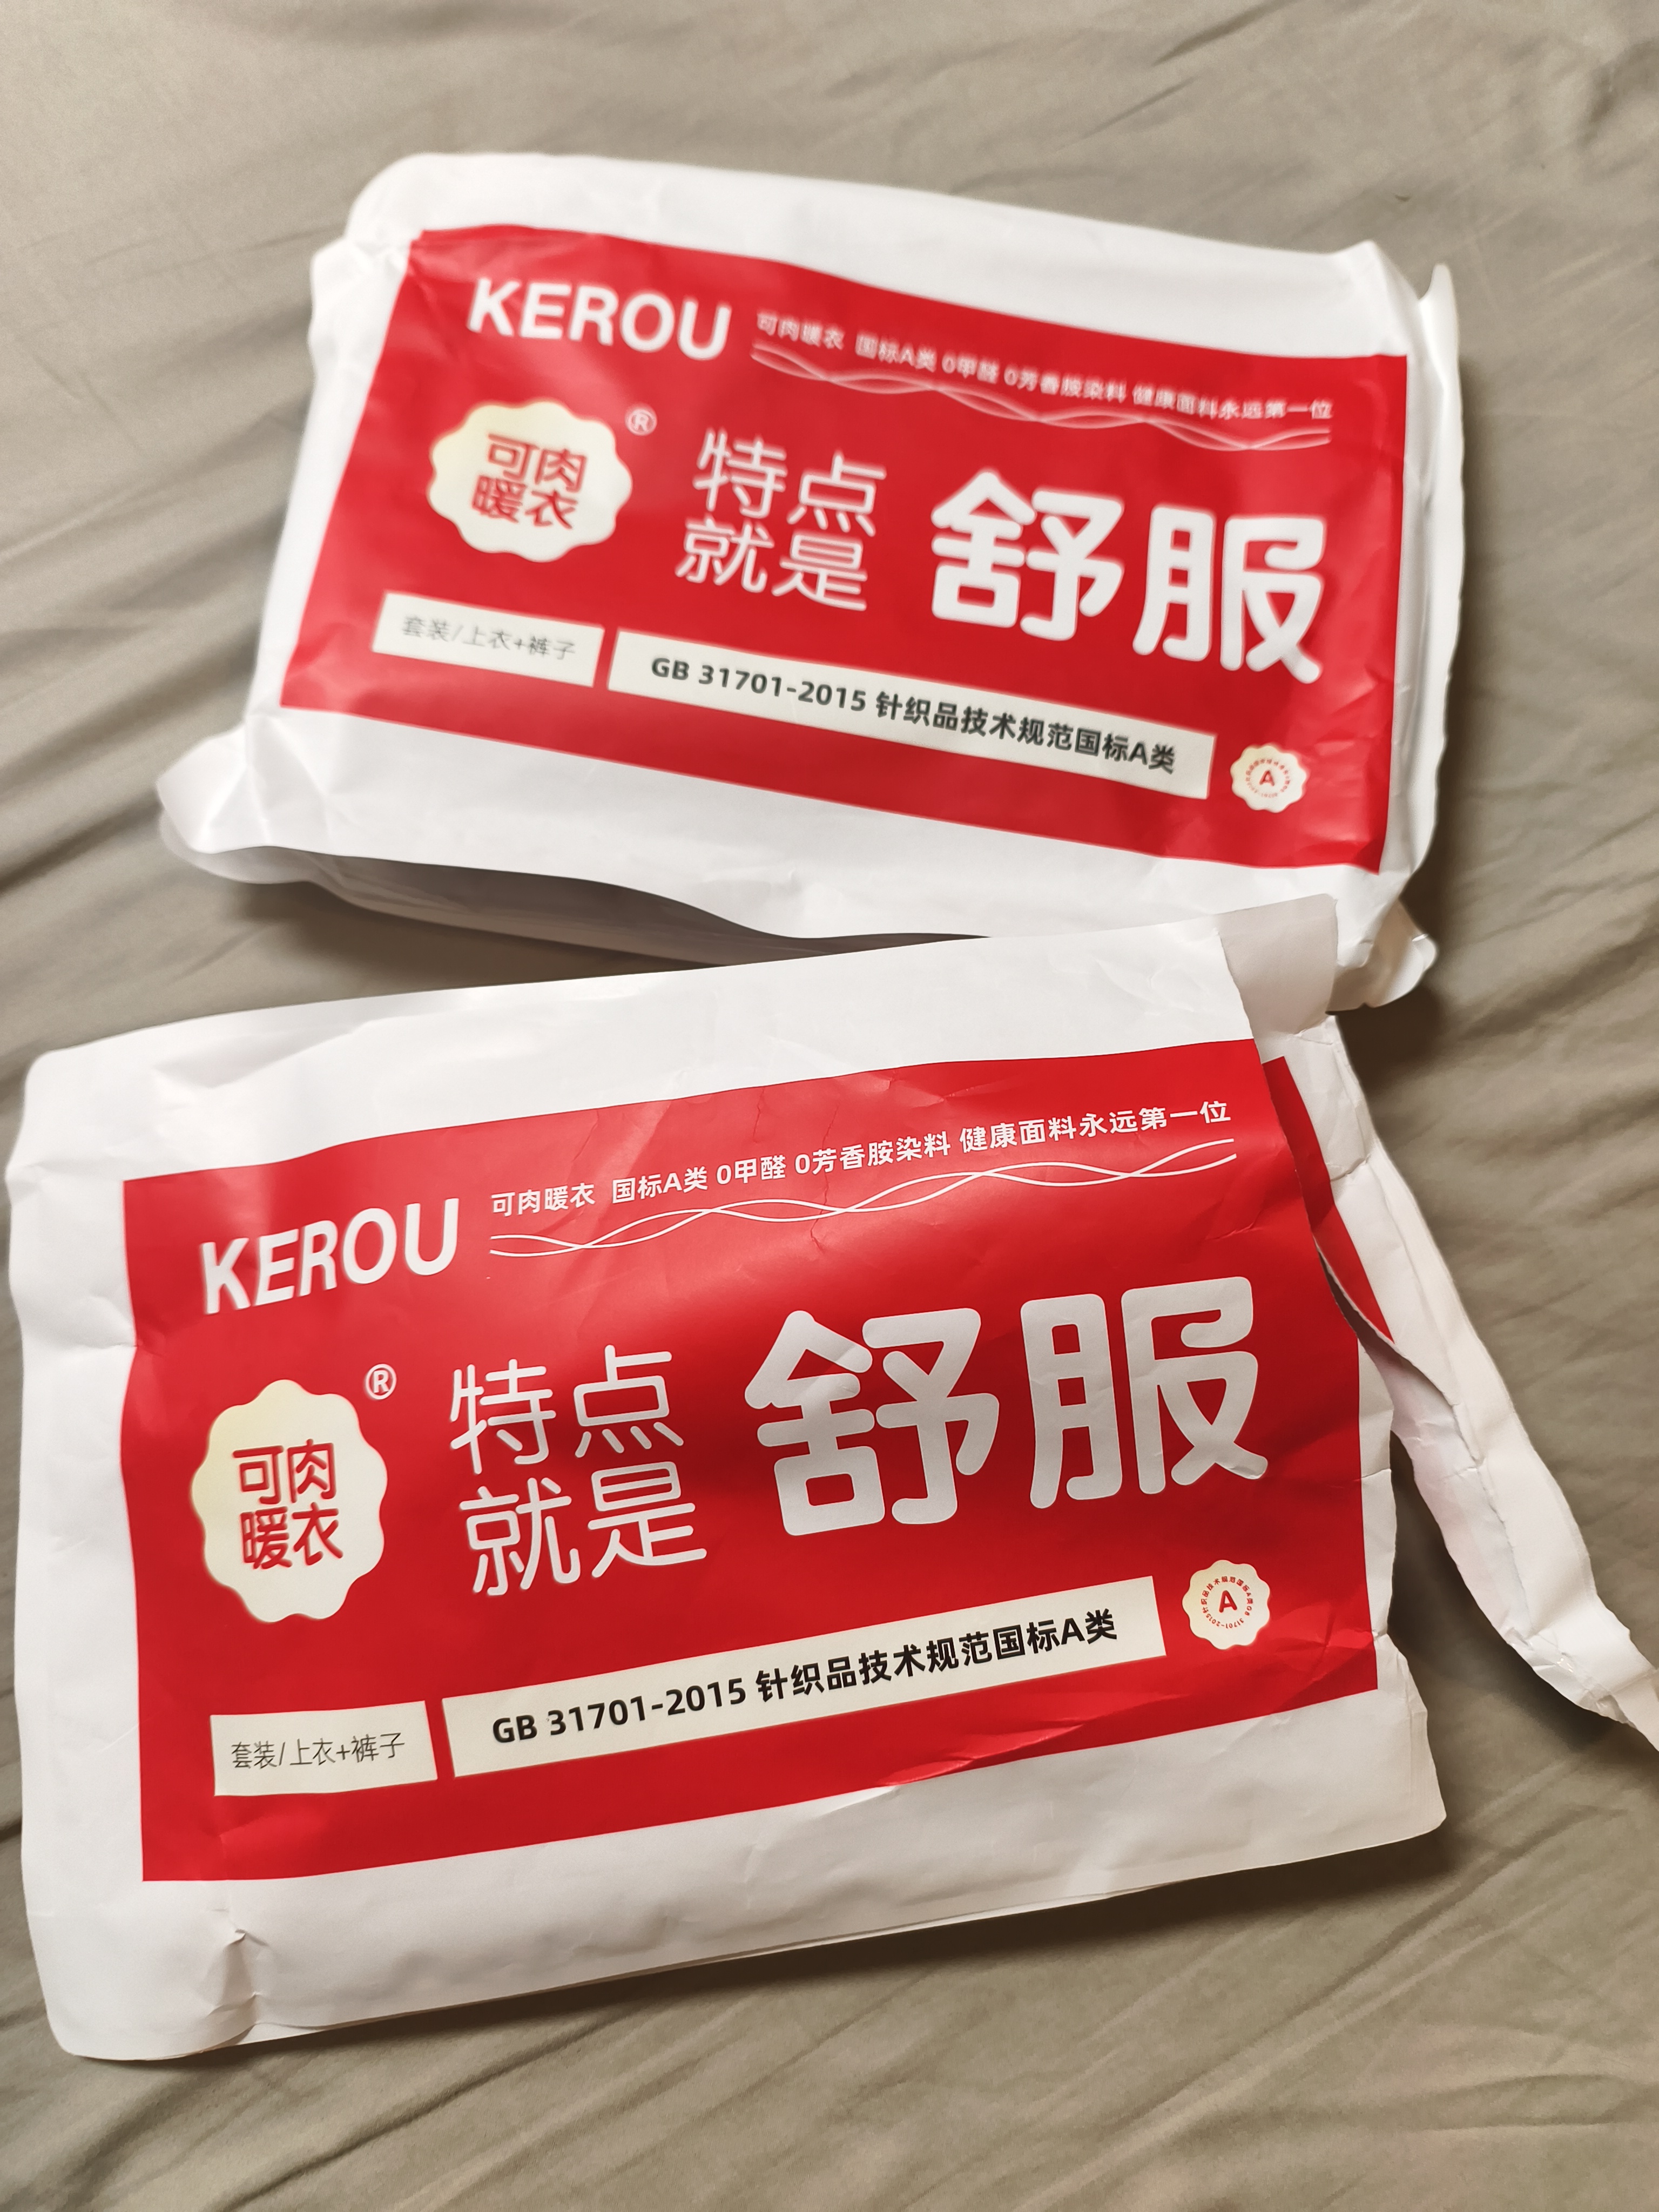 KEROU
可肉暖衣 国标A类 0甲醛 0芳香胺染料 健康面料永远第一位
可肉
暖衣
®
特点
就是
舒服
套装/上衣+裤子
GB 31701-2015 针织品技术规范国标A类
A
KEROU
可肉暖衣 国标A类 0甲醛 0芳香胺染料 健康面料永远第一位
可肉
暖衣
®
特点
就是
舒服
套装/上衣+裤子
GB 31701-2015 针织品技术规范国标A类
A